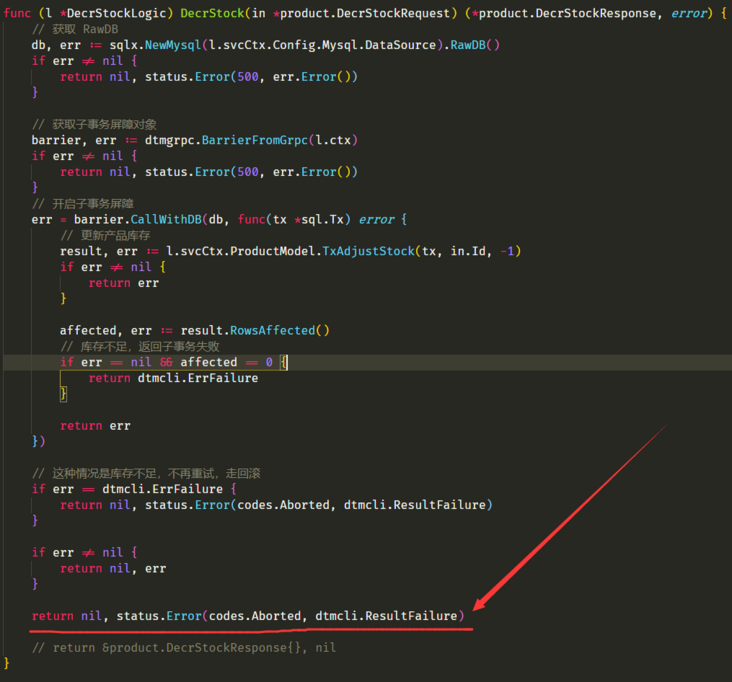 func (l *DecrStockLogic) DecrStock(in *product.DecrStockRequest) (*product.DecrStockResponse, error) {
    // 获取 RawDB
    db, err := sqlx.NewMysql(l.svcCtx.Config.Mysql.DataSource).RawDB()
    if err != nil {
        return nil, status.Error(500, err.Error())
    }

    // 获取子事务屏障对象
    barrier, err := dtmgrpc.BarrierFromGrpc(l.ctx)
    if err != nil {
        return nil, status.Error(500, err.Error())
    }
    // 开启子事务屏障
    err = barrier.CallWithDB(db, func(tx *sql.Tx) error {
        // 更新产品库存
        result, err := l.svcCtx.ProductModel.TxAdjustStock(tx, in.Id, -1)
        if err != nil {
            return err
        }

        affected, err := result.RowsAffected()
        // 库存不足，返回子事务失败
        if err == nil && affected == 0 {
            return dtmcli.ErrFailure
        }

        return err
    })

    // 这种情况是库存不足，不再重试，走回滚
    if err == dtmcli.ErrFailure {
        return nil, status.Error(codes.Aborted, dtmcli.ResultFailure)
    }

    if err != nil {
        return nil, err
    }

    return nil, status.Error(codes.Aborted, dtmcli.ResultFailure)

    // return &product.DecrStockResponse{}, nil
}